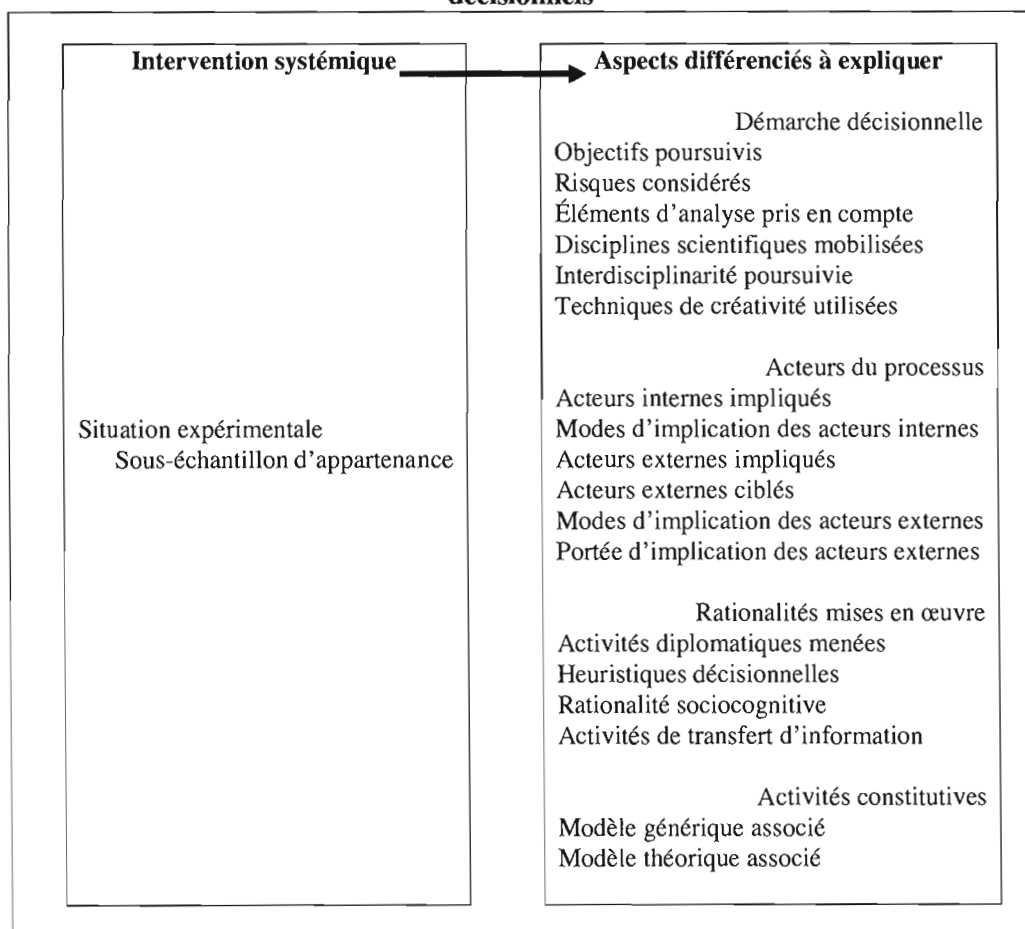 décisionnels
Intervention systémique
Situation expérimentale
Sous-échantillon d'appartenance
Aspects différenciés à expliquer
Démarche décisionnelle
Objectifs poursuivis
Risques considérés
Éléments d'analyse pris en compte
Disciplines scientifiques mobilisées
Interdisciplinarité poursuivie
Techniques de créativité utilisées
Acteurs du processus
Acteurs internes impliqués
Modes d'implication des acteurs internes
Acteurs externes impliqués
Acteurs externes ciblés
Modes d'implication des acteurs externes
Portée d'implication des acteurs externes
Rationalités mises en œuvre
Activités diplomatiques menées
Heuristiques décisionnelles
Rationalité sociocognitive
Activités de transfert d'information
Activités constitutives
Modèle générique associé
Modèle théorique associé